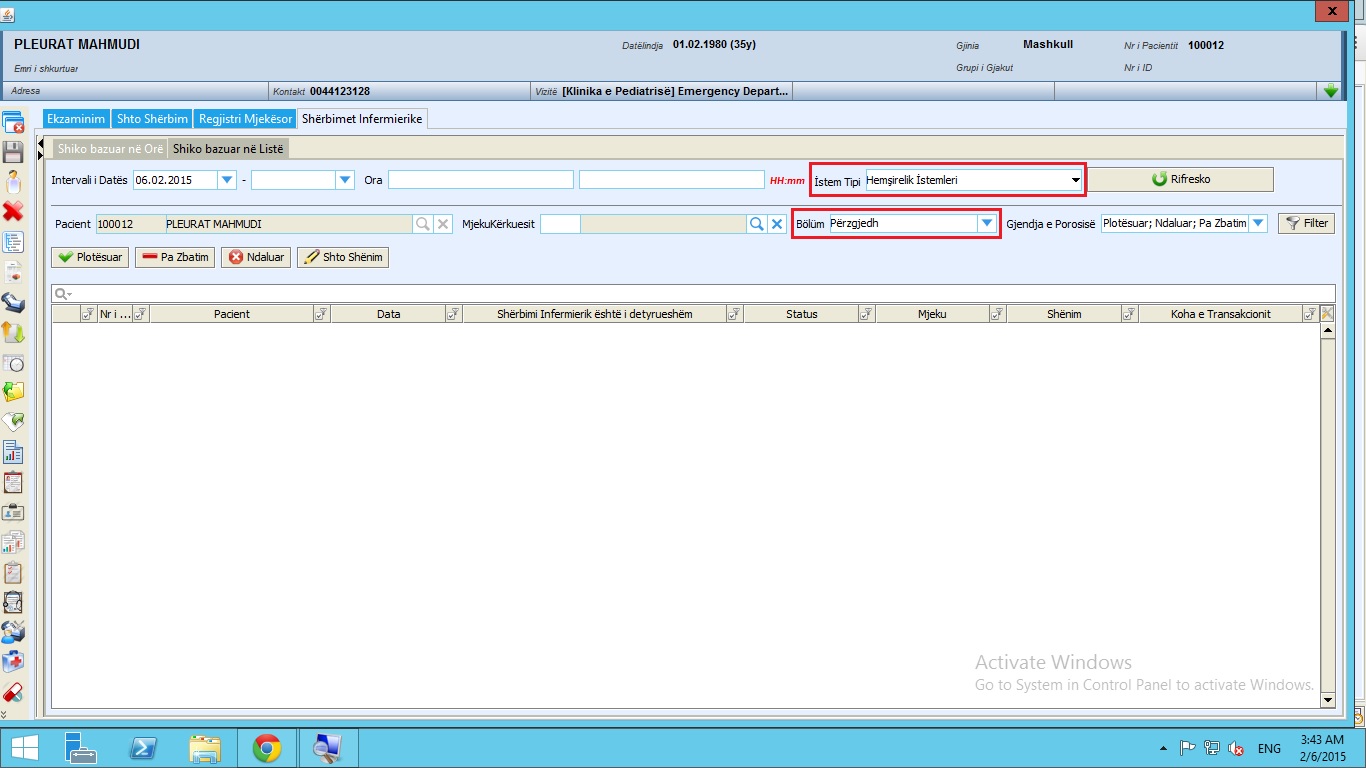 x
PLEURAT MAHMUDI Datëlindja 01.02.1980 (35y) Gjinia Mashkull Nr i Pacientit 100012
Emri i shkurtuar Grupi i Gjakut Nr i ID
Adresa Kontakt 0044123128 Vizitë [Klinika e Pediatrisë] Emergency Depart...
Ekzaminim Shto Shërbim Regjistri Mjekësor Shërbimet Infermierike
Shiko bazuar në Orë Shiko bazuar në Listë
Intervali i Datës 06.02.2015 - Ora HH:mm İstem Tipi Hemşirelik İstemleri Rifresko
Pacient 100012 PLEURAT MAHMUDI MjekuKërkuesit Bölüm Përzgjedh Gjendja e Porosisë Plotësuar; Ndaluar; Pa Zbatim Filter
Plotësuar Pa Zbatim Ndaluar Shto Shënim
Nr i ... Pacient Data Shërbimi Infermierik është i detyrueshëm Status Mjeku Shënim Koha e Transakcionit
Activate Windows
Go to System in Control Panel to activate Windows.
ENG 3:43 AM
2/6/2015